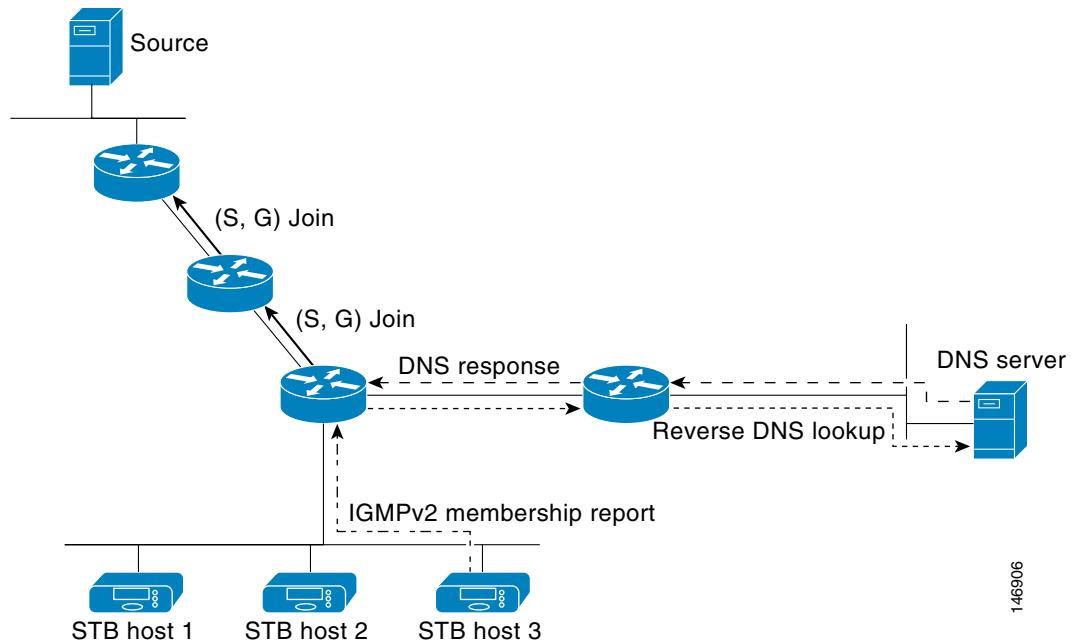 Source
(S, G) Join
(S, G) Join
DNS response
DNS server
Reverse DNS lookup
IGMPv2 membership report
STB host 1
STB host 2
STB host 3
146906